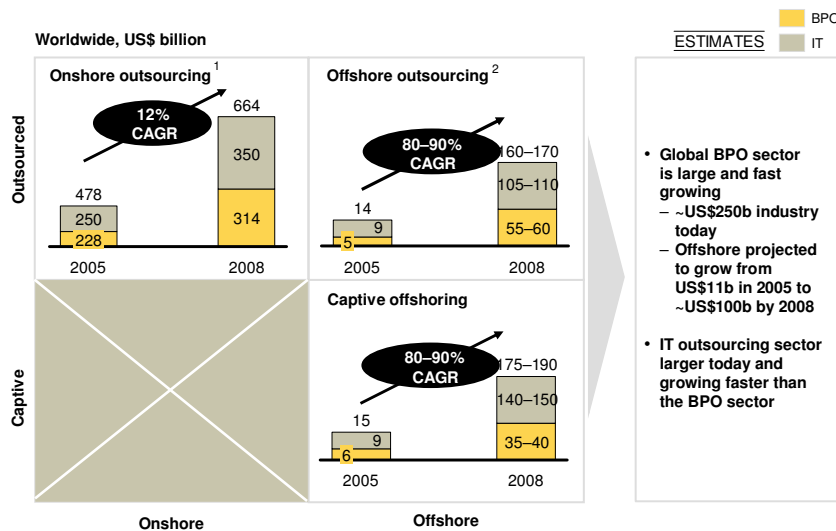 BPO
IT
ESTIMATES
Worldwide, US$ billion
Outsourced
Onshore outsourcing 1
12%
CAGR
664
350
314
478
250
228
2005
2008
Offshore outsourcing 2
80–90%
CAGR
160–170
105–110
55–60
14
9
5
2005
2008
Captive
Captive offshoring
80–90%
CAGR
175–190
140–150
35–40
15
9
6
2005
2008
Onshore
Offshore
• Global BPO sector
is large and fast
growing
– ~US$250b industry
today
– Offshore projected
to grow from
US$11b in 2005 to
~US$100b by 2008
• IT outsourcing sector
larger today and
growing faster than
the BPO sector